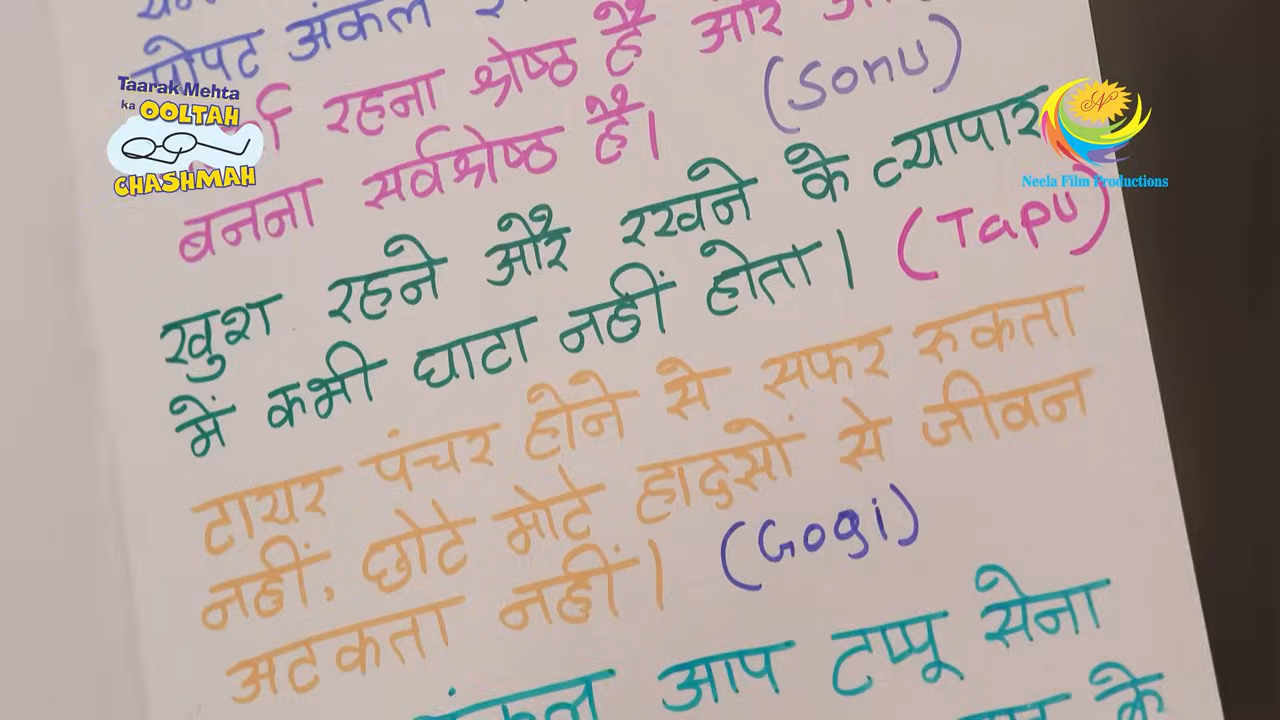 पोपट अंकल
रहना श्रेष्ठ है और
बनना सर्वश्रेष्ठ है। (Sonu)
खुश रहने और रखने के व्यापार
में कभी घाटा नहीं होता। (Tapu)
टायर पंचर होने से सफर रुकता
नहीं, छोटे मोटे हादसों से जीवन
अटकता नहीं। (Gogi)
आप टप्पू सेना
के
Taarak Mehta
ka OOLTAH
CHASHMAH
Neela Film Productions